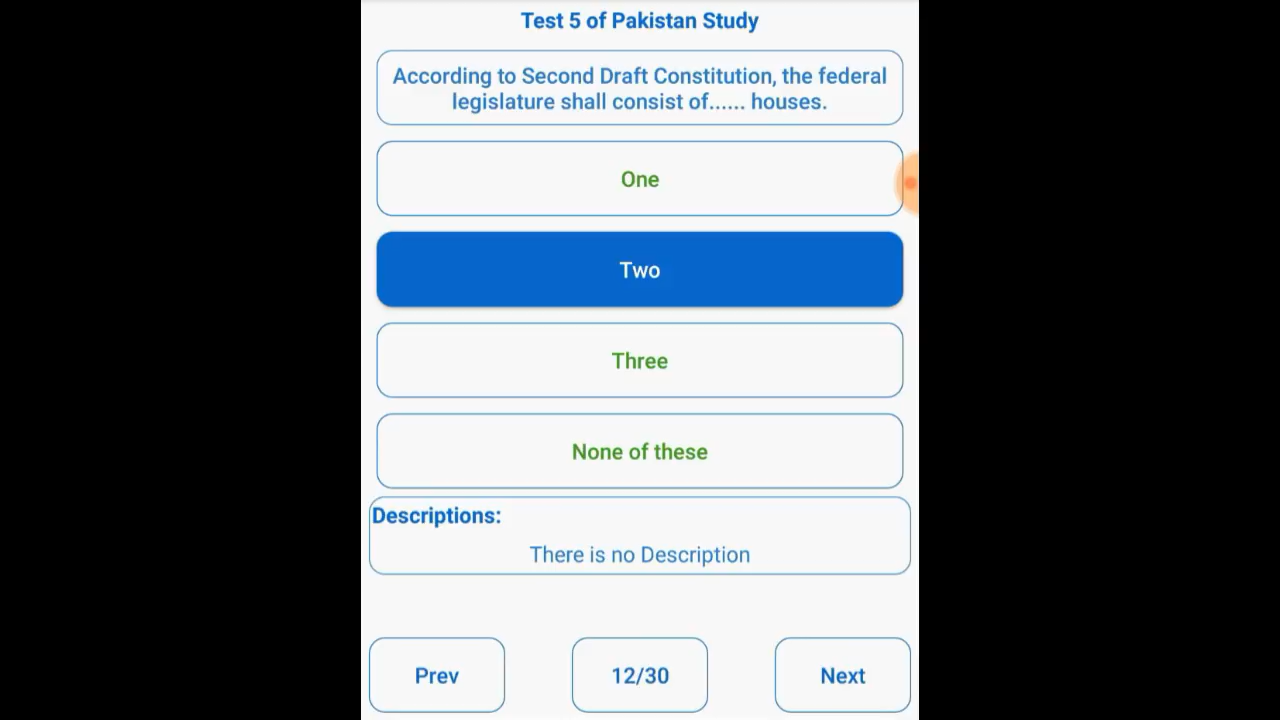 Test 5 of Pakistan Study
According to Second Draft Constitution, the federal
legislature shall consist of...... houses.
One
Two
Three
None of these
Descriptions:
There is no Description
Prev
12/30
Next